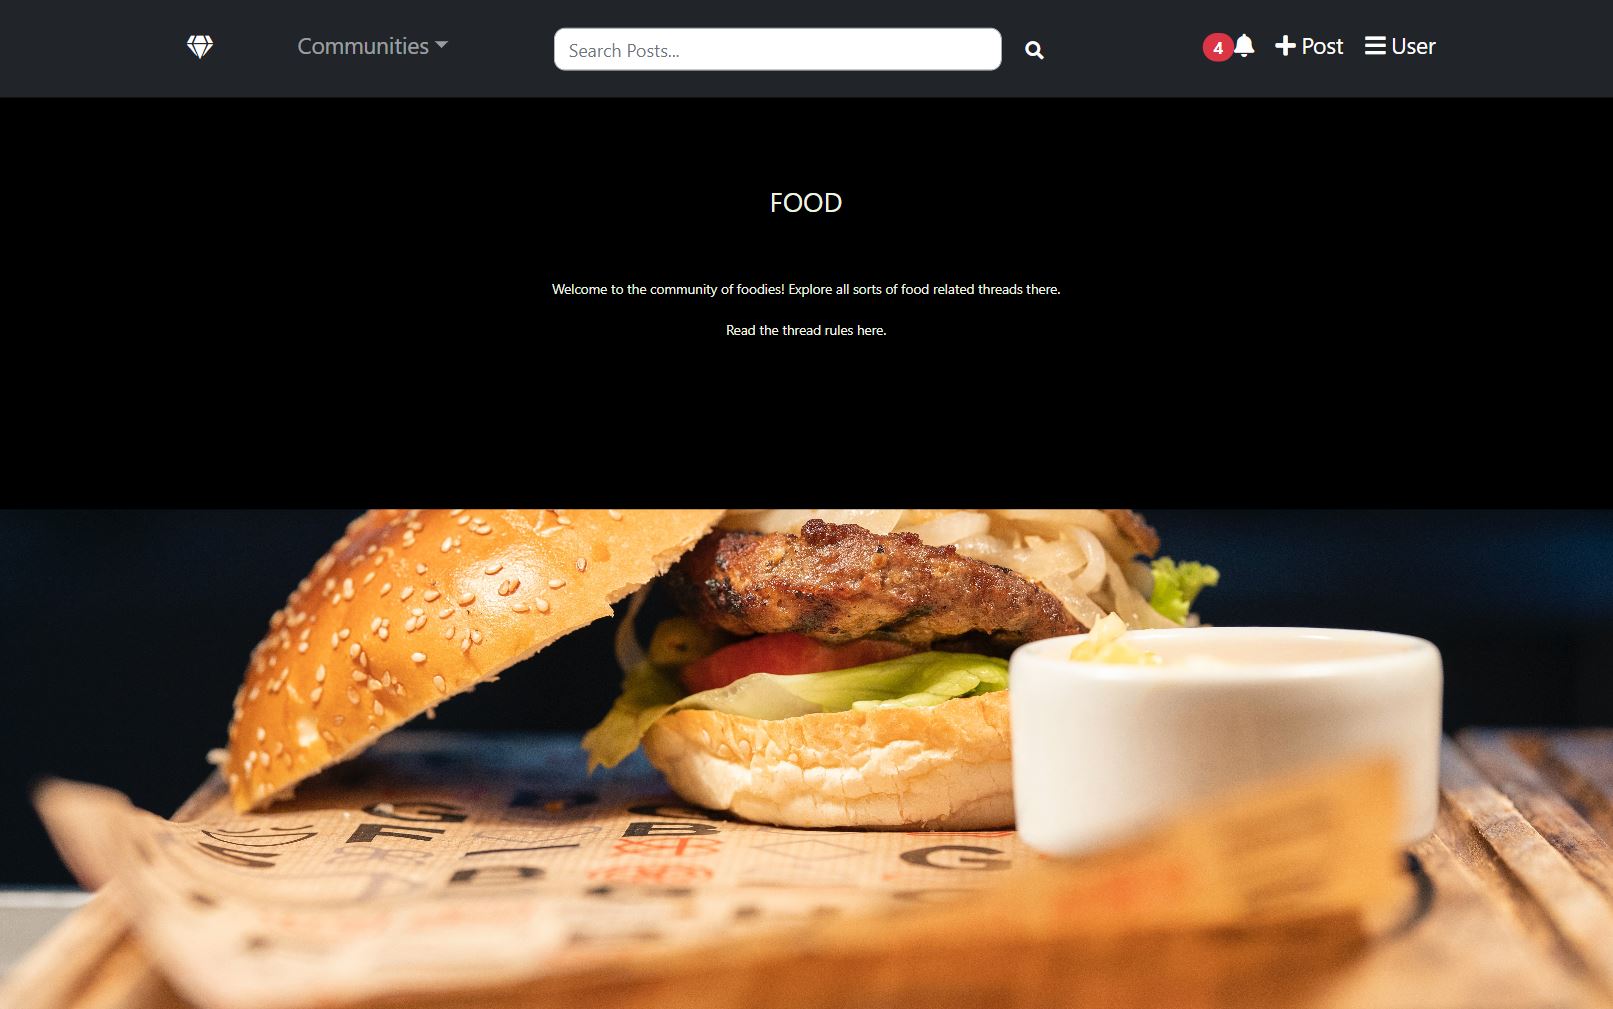 Communities
Search Posts...
4
Post
User
FOOD
Welcome to the community of foodies! Explore all sorts of food related threads there.
Read the thread rules here.